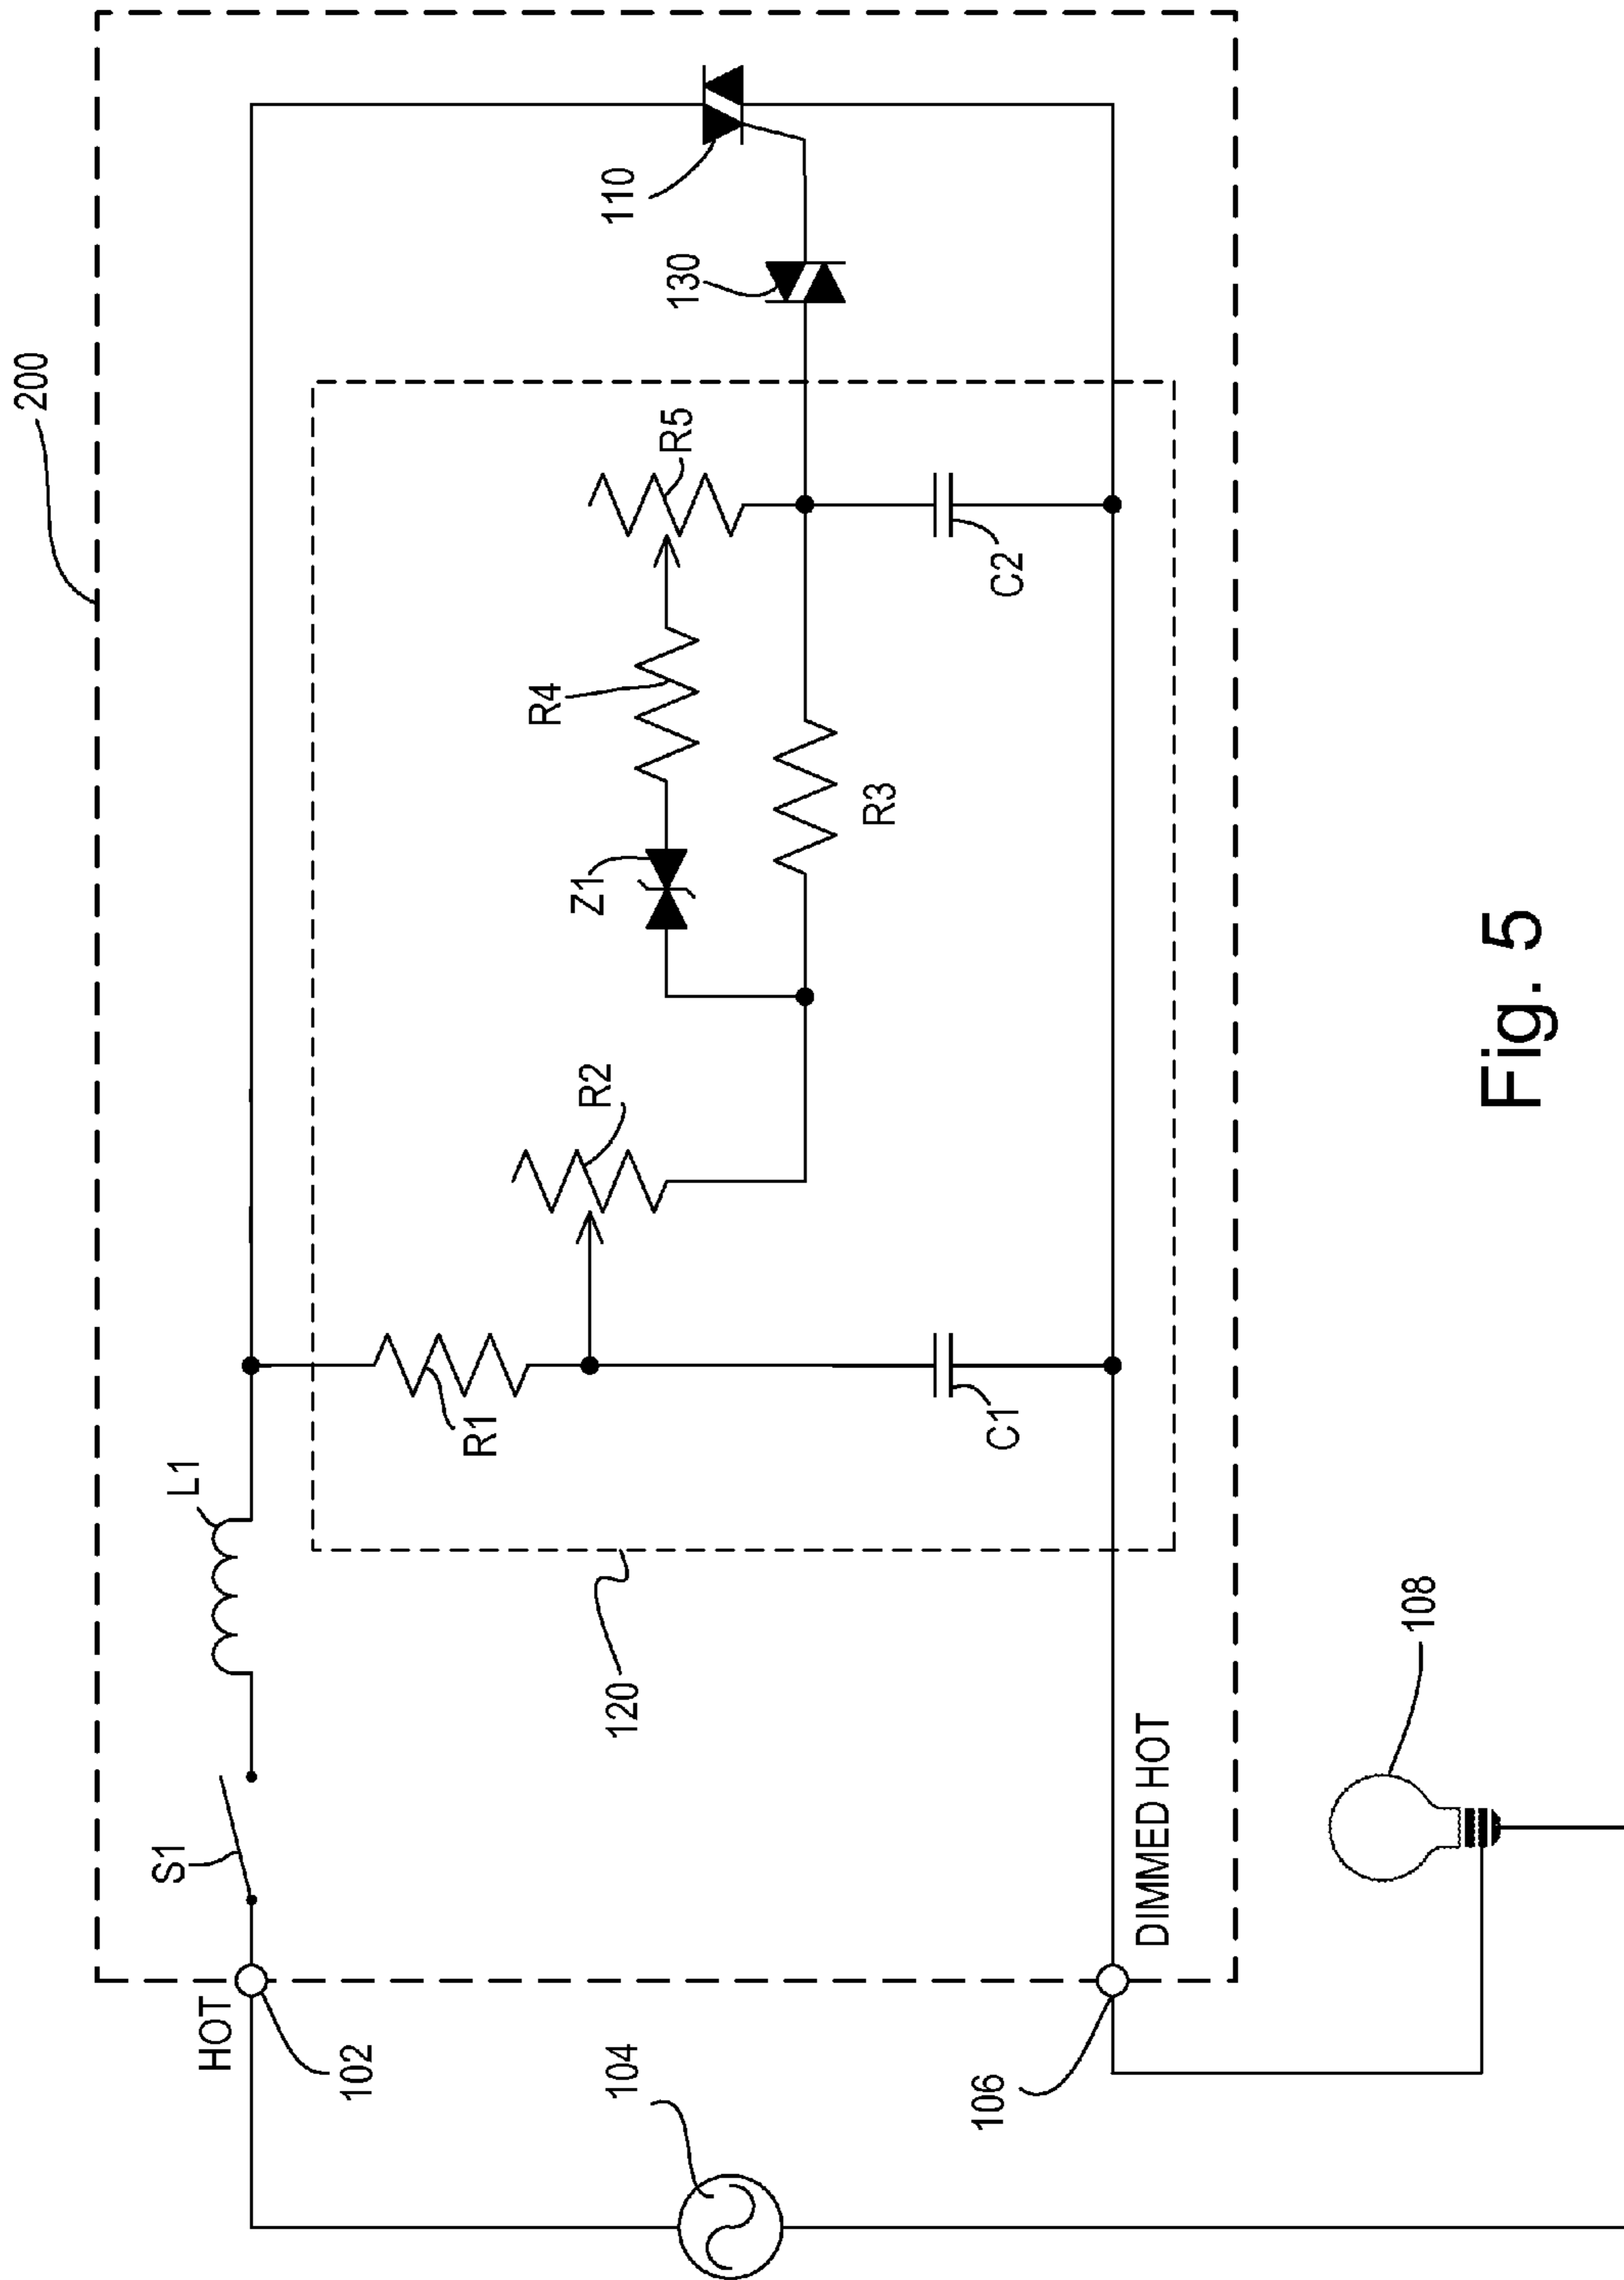 200
HOT
102
S1
L1
110
R1
R2
Z1
R4
R5
130
R3
C1
C2
120
104
106
DIMMED HOT
108
Fig. 5